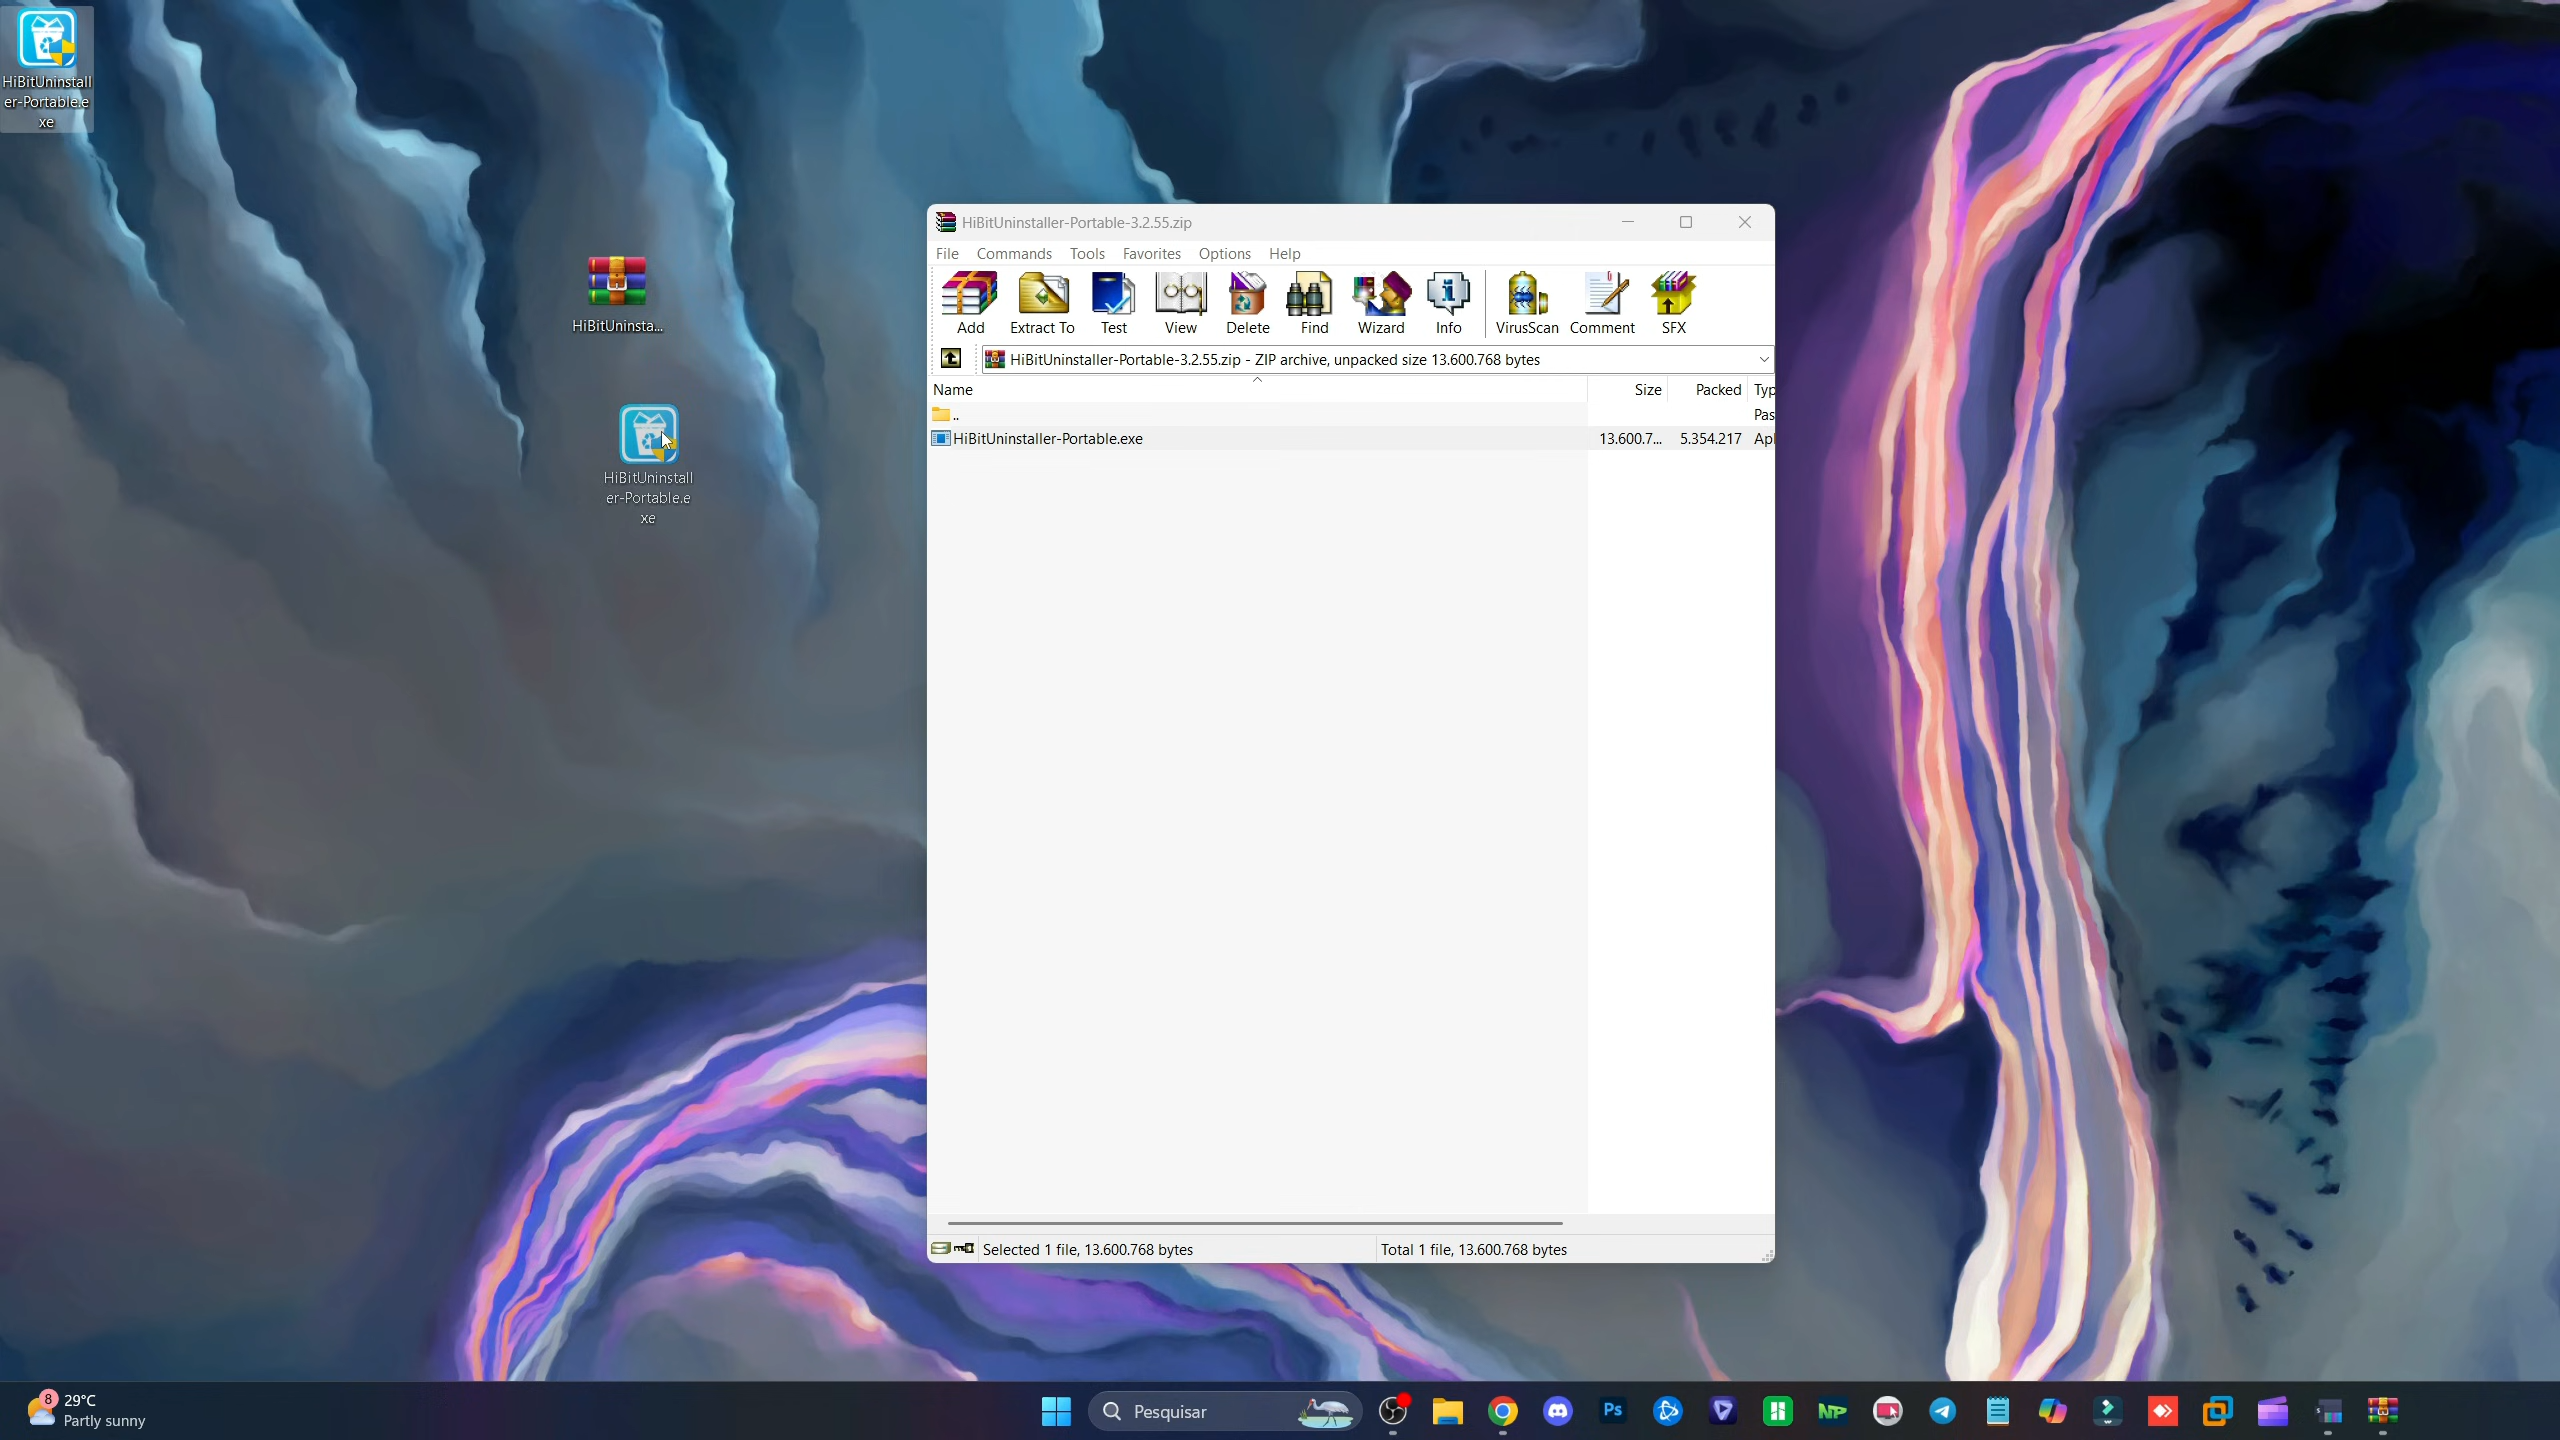 HiBitUninstall
er-Portable.e
xe
HiBitUninsta...
HiBitUninstall
er-Portable.e
xe
HiBitUninstaller-Portable-3.2.55.zip
File Commands Tools Favorites Options Help
Add Extract To Test View Delete Find Wizard Info VirusScan Comment SFX
HiBitUninstaller-Portable-3.2.55.zip - ZIP archive, unpacked size 13.600.768 bytes
Name Size Packed Typ
.. Pas
HiBitUninstaller-Portable.exe 13.600.7... 5.354.217 Apl
Selected 1 file, 13.600.768 bytes Total 1 file, 13.600.768 bytes
8 29°C
Partly sunny
Pesquisar
Ps
NP